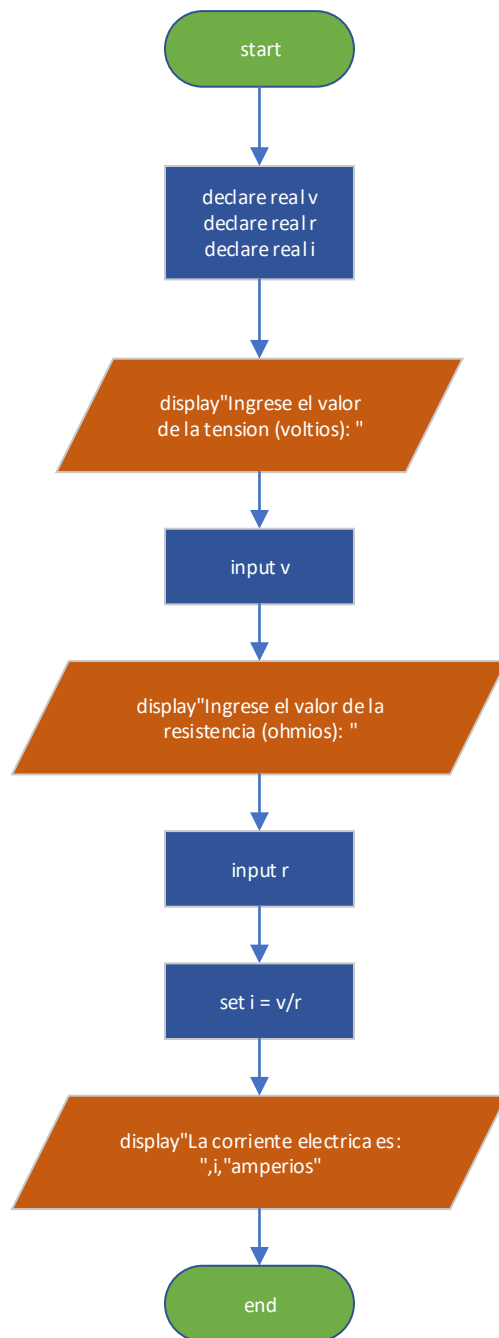 start
declare real v
declare real r
declare real i
display"Ingrese el valor
de la tension (voltios): "
input v
display"Ingrese el valor de la
resistencia (ohmios): "
input r
set i = v/r
display"La corriente electrica es:
",i,"amperios"
end